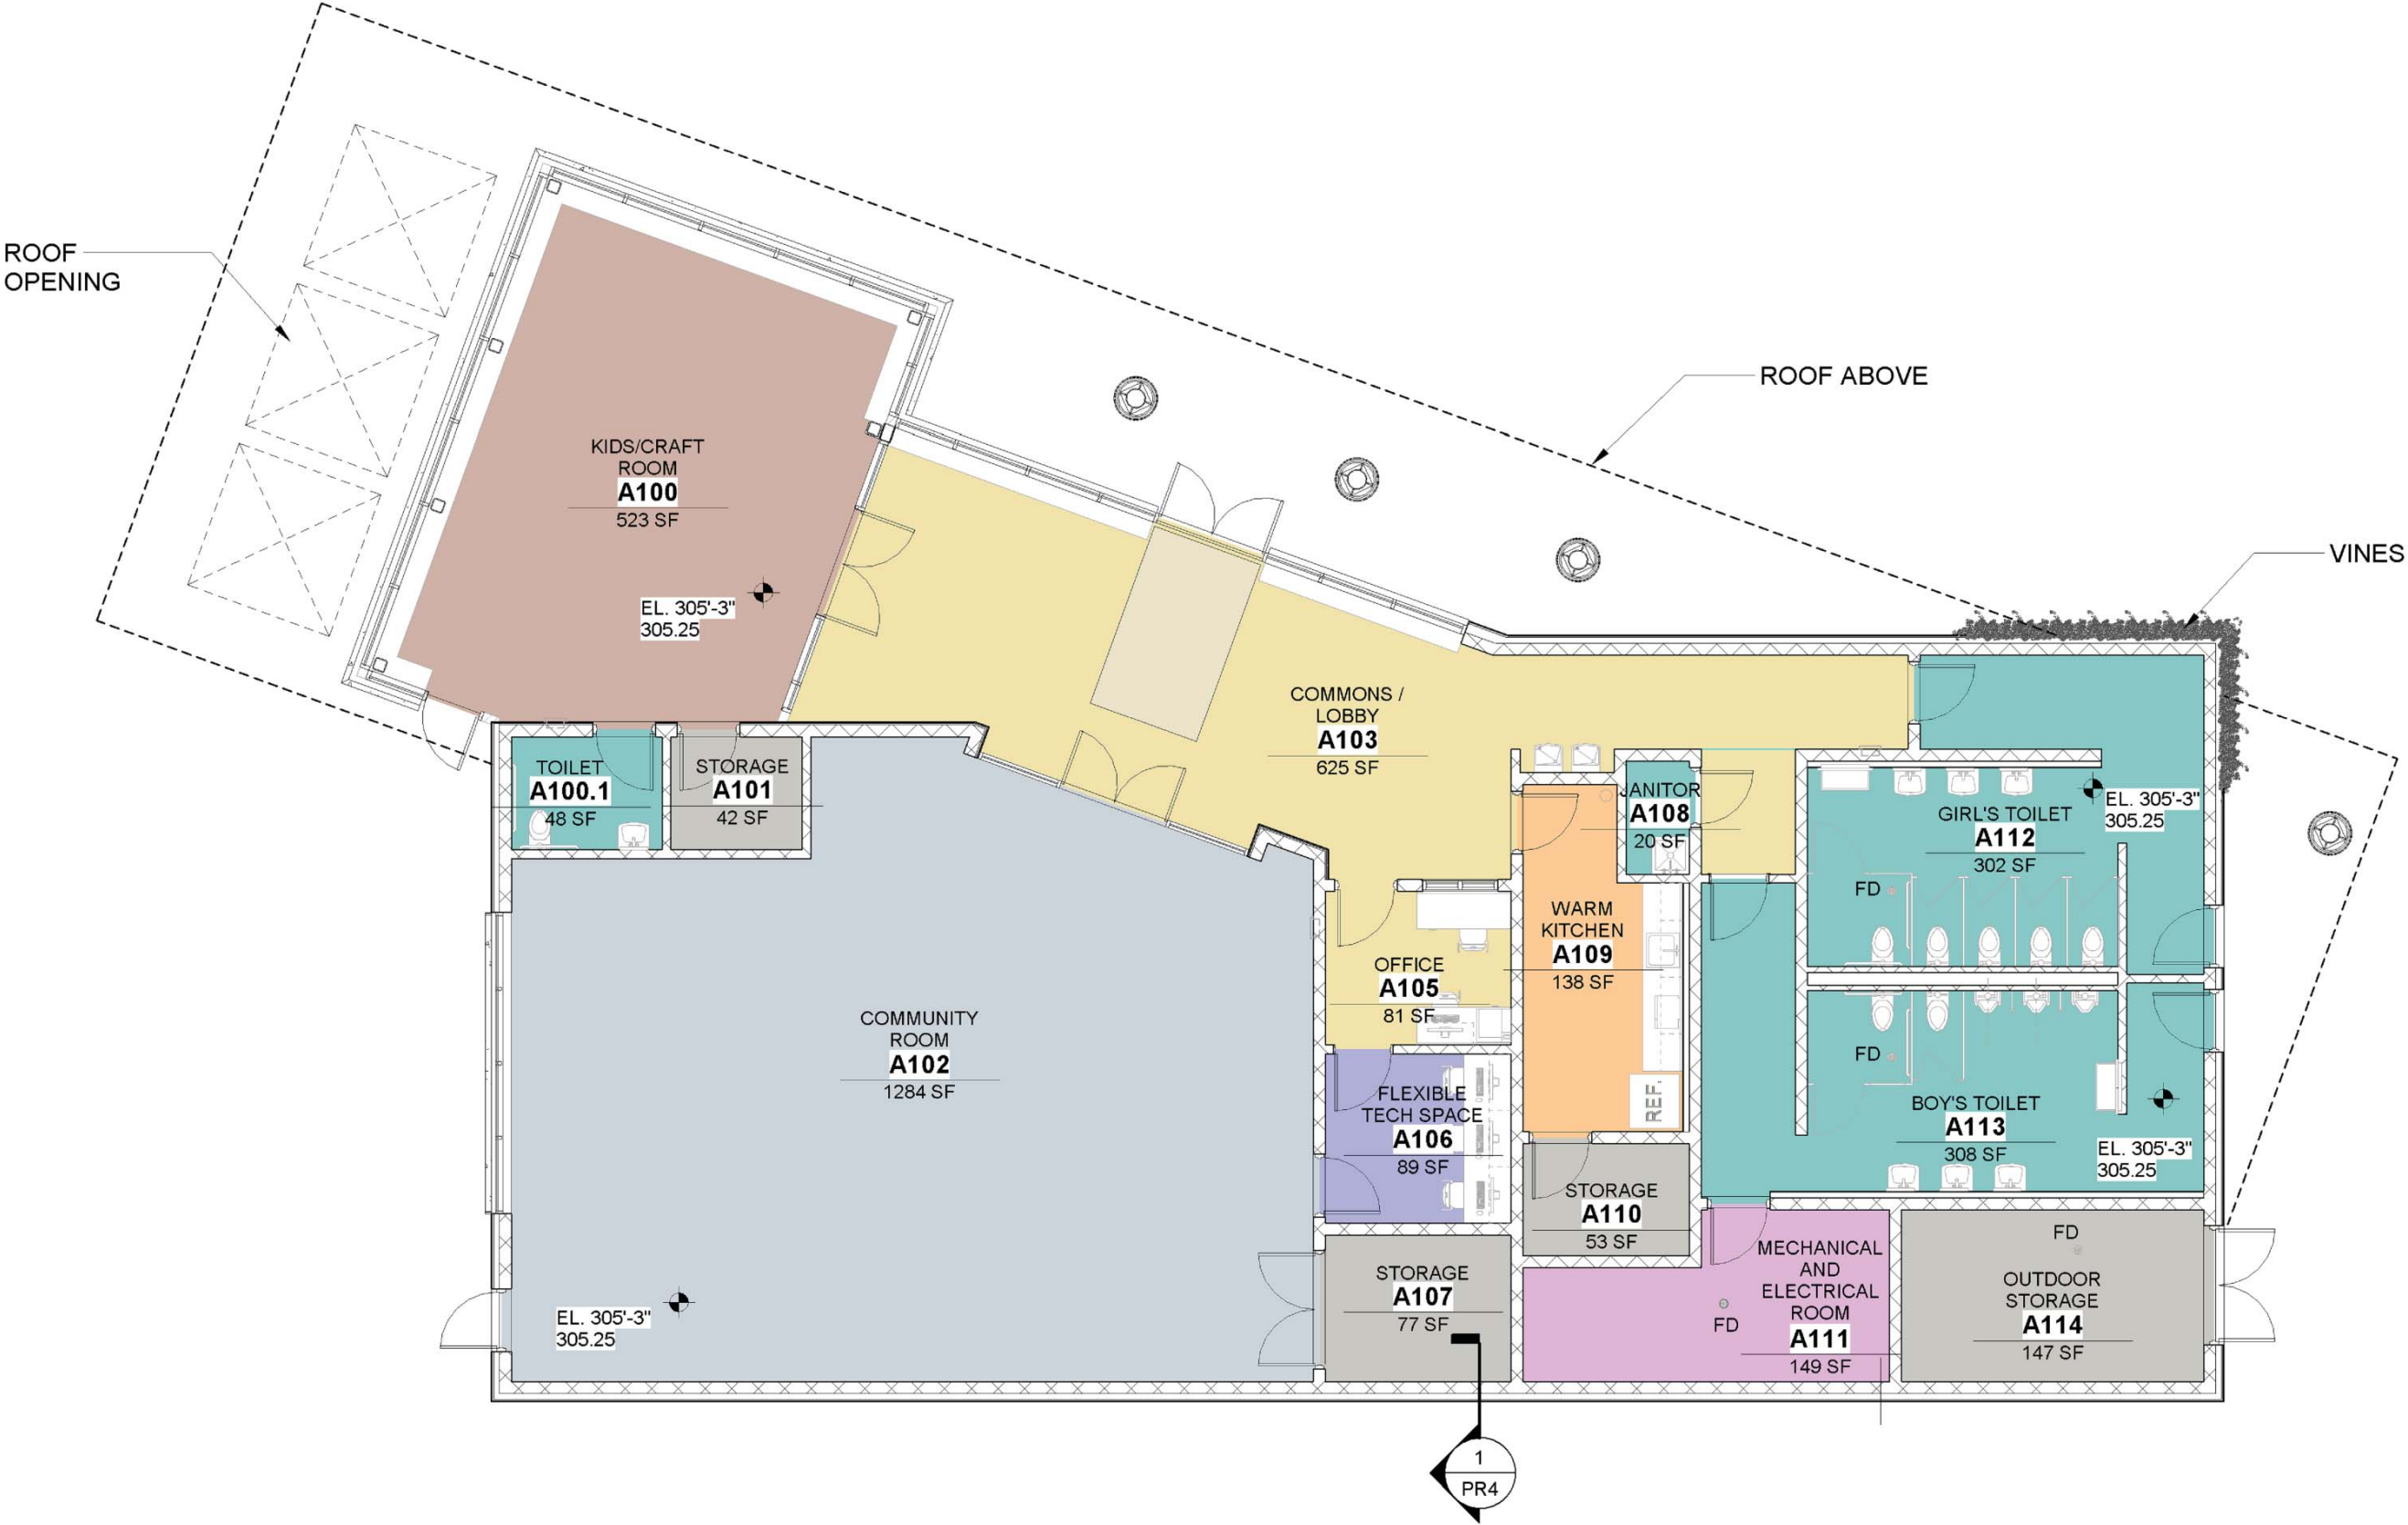 ROOF
OPENING
ROOF ABOVE
VINES
KIDS/CRAFT
ROOM
A100
523 SF
EL. 305'-3"
305.25
COMMONS /
LOBBY
A103
625 SF
TOILET
A100.1
48 SF
STORAGE
A101
42 SF
JANITOR
A108
20 SF
GIRL'S TOILET
A112
302 SF
EL. 305'-3"
305.25
FD
WARM
KITCHEN
A109
138 SF
REF.
OFFICE
A105
81 SF
COMMUNITY
ROOM
A102
1284 SF
EL. 305'-3"
305.25
FLEXIBLE
TECH SPACE
A106
89 SF
FD
BOY'S TOILET
A113
308 SF
EL. 305'-3"
305.25
STORAGE
A110
53 SF
STORAGE
A107
77 SF
MECHANICAL
AND
ELECTRICAL
ROOM
A111
149 SF
FD
FD
OUTDOOR
STORAGE
A114
147 SF
1
PR4